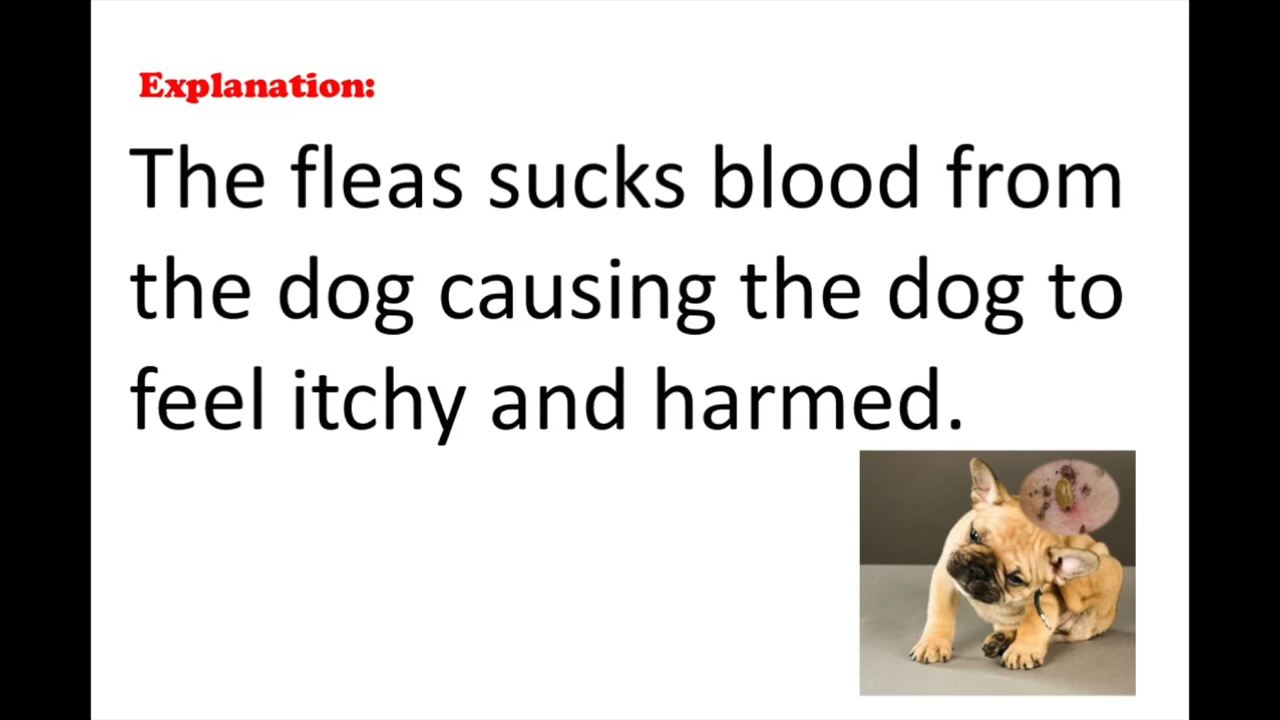 Explanation:
The fleas sucks blood from
the dog causing the dog to
feel itchy and harmed.